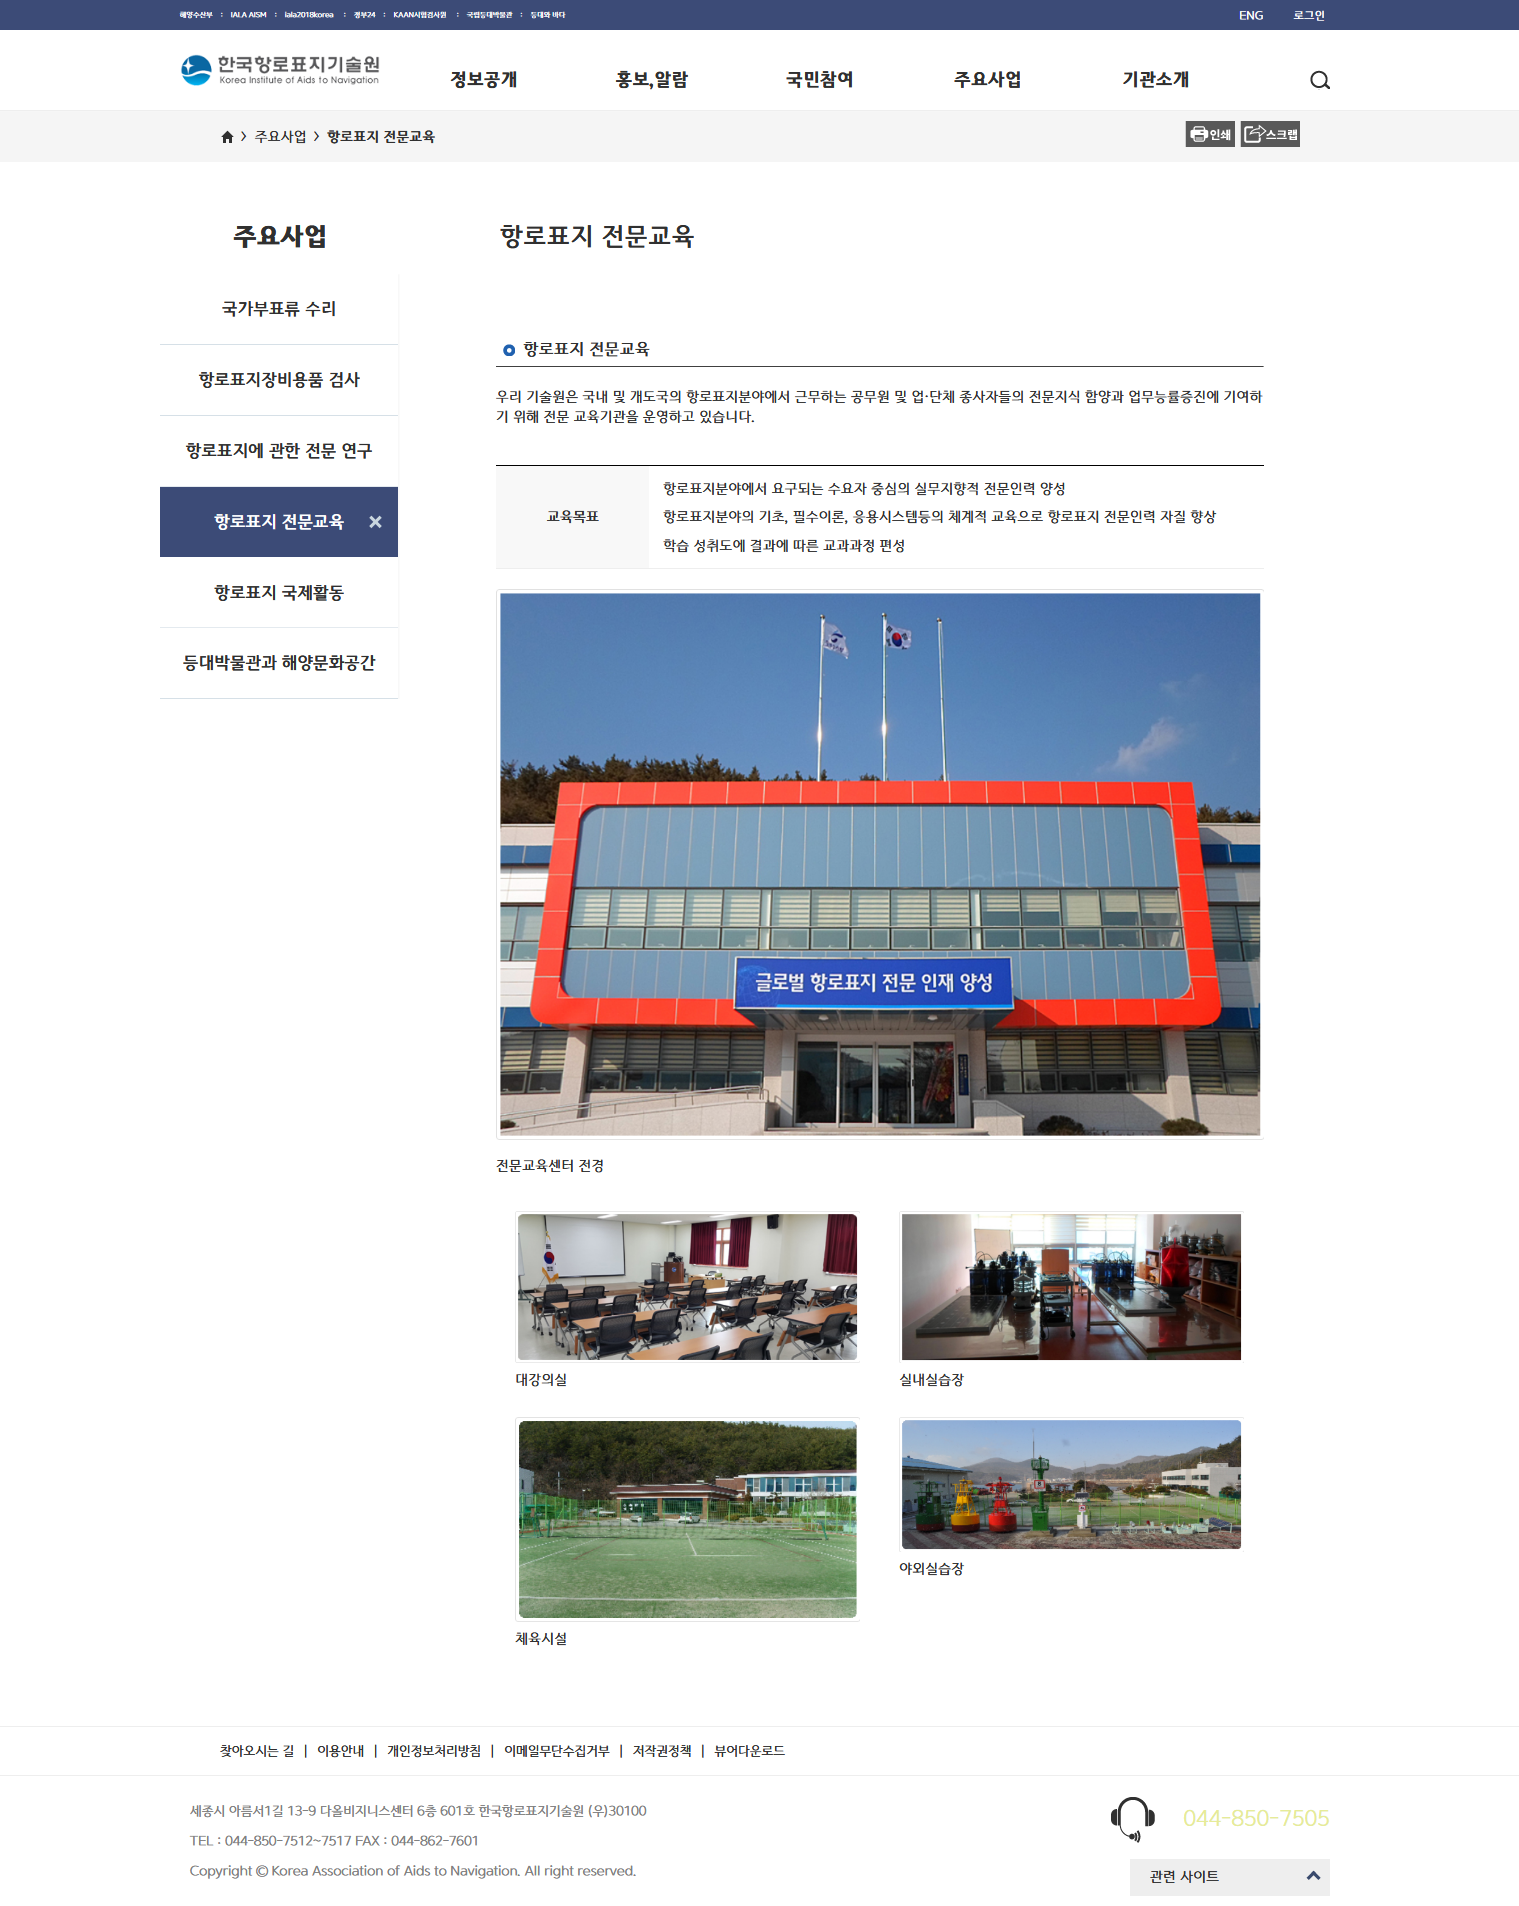 해양수산부 : IALA AISM : Iala2018korea : 정부24 : KAAN시험검사원 : 국립등대박물관 : 등대와 바다
ENG 로그인
한국항로표지기술원
Korea Institute of Aids to Navigation
정보공개 홍보,알람 국민참여 주요사업 기관소개
주요사업 > 항로표지 전문교육
인쇄 스크랩
주요사업
국가부표류 수리
항로표지장비용품 검사
항로표지에 관한 전문 연구
항로표지 전문교육
항로표지 국제활동
등대박물관과 해양문화공간
항로표지 전문교육
항로표지 전문교육
우리 기술원은 국내 및 개도국의 항로표지분야에서 근무하는 공무원 및 업·단체 종사자들의 전문지식 함양과 업무능률증진에 기여하
기 위해 전문 교육기관을 운영하고 있습니다.
교육목표
항로표지분야에서 요구되는 수요자 중심의 실무지향적 전문인력 양성
항로표지분야의 기초, 필수이론, 응용시스템등의 체계적 교육으로 항로표지 전문인력 자질 향상
학습 성취도에 결과에 따른 교과과정 편성
글로벌 항로표지 전문 인재 양성
전문교육센터 전경
대강의실
실내실습장
체육시설
야외실습장
찾아오시는 길 | 이용안내 | 개인정보처리방침 | 이메일무단수집거부 | 저작권정책 | 뷰어다운로드
세종시 아름서1길 13-9 다올비지니스센터 6층 601호 한국항로표지기술원 (우)30100
TEL : 044-850-7512~7517 FAX : 044-862-7601
Copyright © Korea Association of Aids to Navigation. All right reserved.
044-850-7505
관련 사이트